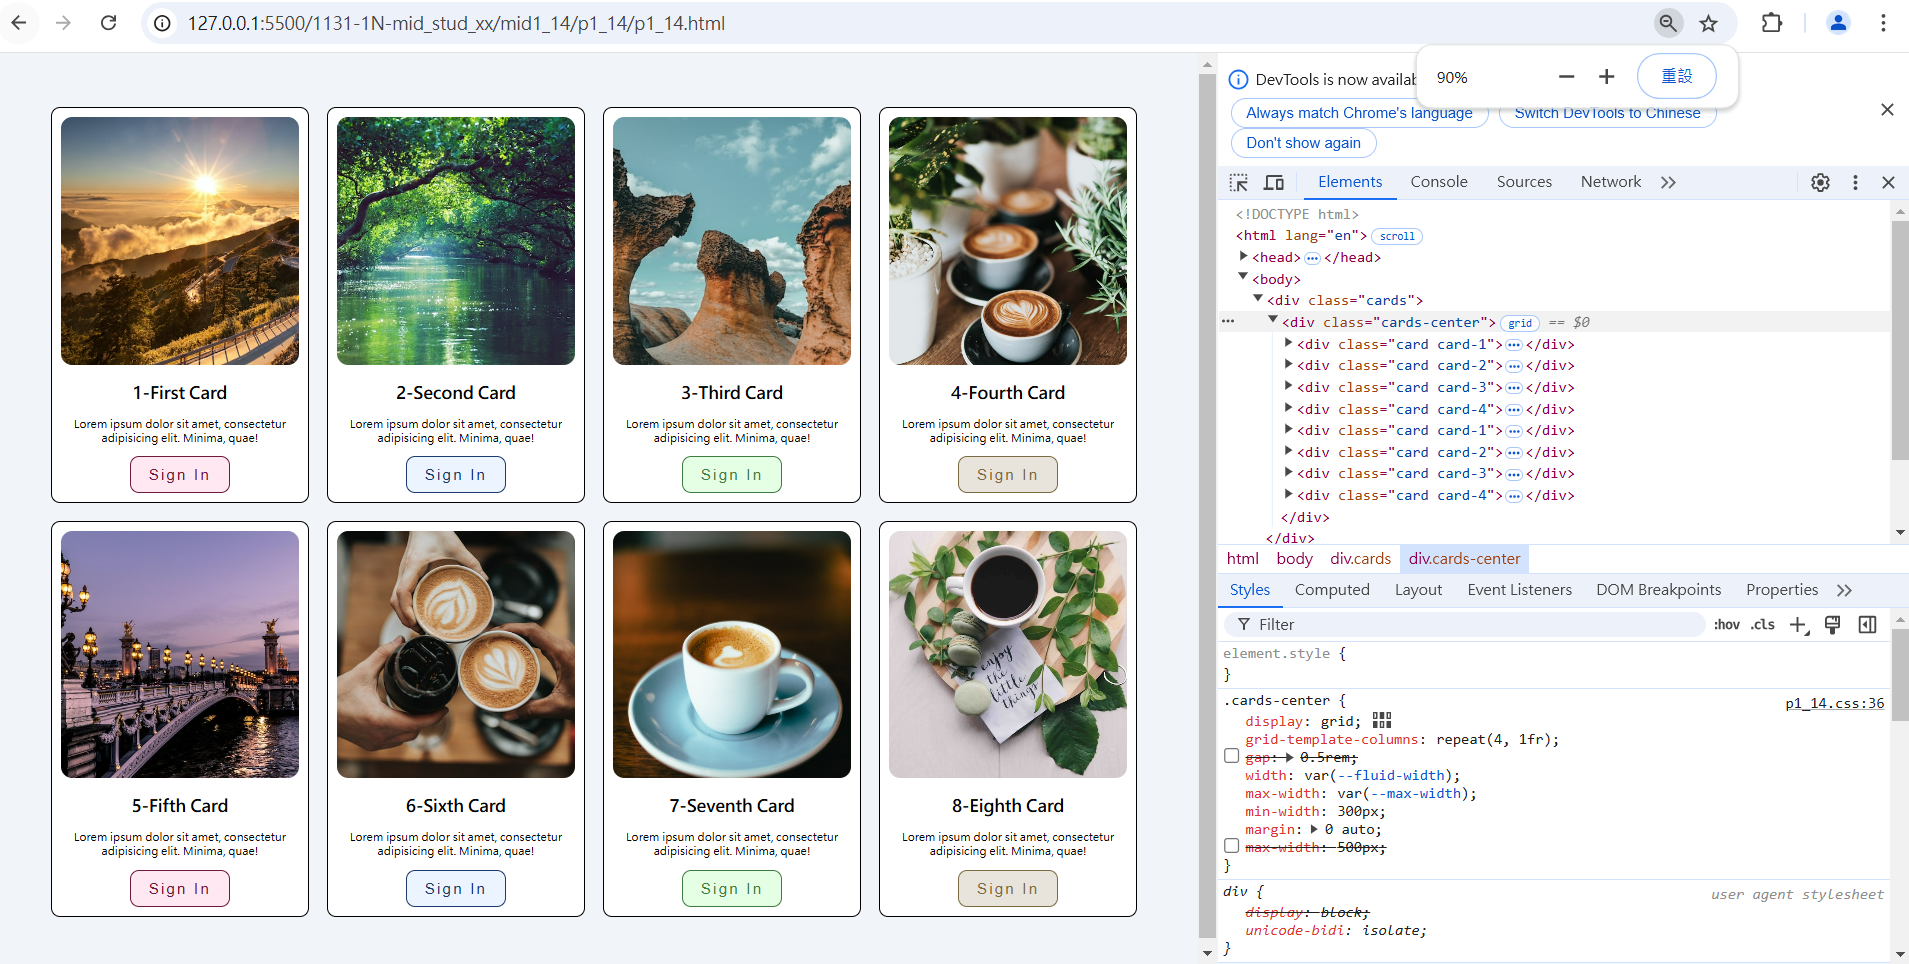 127.0.0.1:5500/1131-1N-mid_stud_xx/mid1_14/p1_14/p1_14.html
90%
重設
DevTools is now availab
Always match Chrome's language
Switch DevTools to Chinese
Don't show again
Elements
Console
Sources
Network
<!DOCTYPE html>
<html lang="en"> scroll
<head> ••• </head>
<body>
<div class="cards">
<div class="cards-center"> grid == $0
<div class="card card-1"> ••• </div>
<div class="card card-2"> ••• </div>
<div class="card card-3"> ••• </div>
<div class="card card-4"> ••• </div>
<div class="card card-1"> ••• </div>
<div class="card card-2"> ••• </div>
<div class="card card-3"> ••• </div>
<div class="card card-4"> ••• </div>
</div>
</div>
html body div.cards div.cards-center
Styles Computed Layout Event Listeners DOM Breakpoints Properties
Filter
:hov .cls
element.style {
}
.cards-center {
p1_14.css:36
display: grid;
grid-template-columns: repeat(4, 1fr);
gap: 0.5rem;
width: var(--fluid-width);
max-width: var(--max-width);
min-width: 300px;
margin: 0 auto;
max-width: 500px;
}
div {
user agent stylesheet
display: block;
unicode-bidi: isolate;
}
1-First Card
Lorem ipsum dolor sit amet, consectetur
adipisicing elit. Minima, quae!
Sign In
2-Second Card
Lorem ipsum dolor sit amet, consectetur
adipisicing elit. Minima, quae!
Sign In
3-Third Card
Lorem ipsum dolor sit amet, consectetur
adipisicing elit. Minima, quae!
Sign In
4-Fourth Card
Lorem ipsum dolor sit amet, consectetur
adipisicing elit. Minima, quae!
Sign In
5-Fifth Card
Lorem ipsum dolor sit amet, consectetur
adipisicing elit. Minima, quae!
Sign In
6-Sixth Card
Lorem ipsum dolor sit amet, consectetur
adipisicing elit. Minima, quae!
Sign In
7-Seventh Card
Lorem ipsum dolor sit amet, consectetur
adipisicing elit. Minima, quae!
Sign In
enjoy
the
little
things
8-Eighth Card
Lorem ipsum dolor sit amet, consectetur
adipisicing elit. Minima, quae!
Sign In